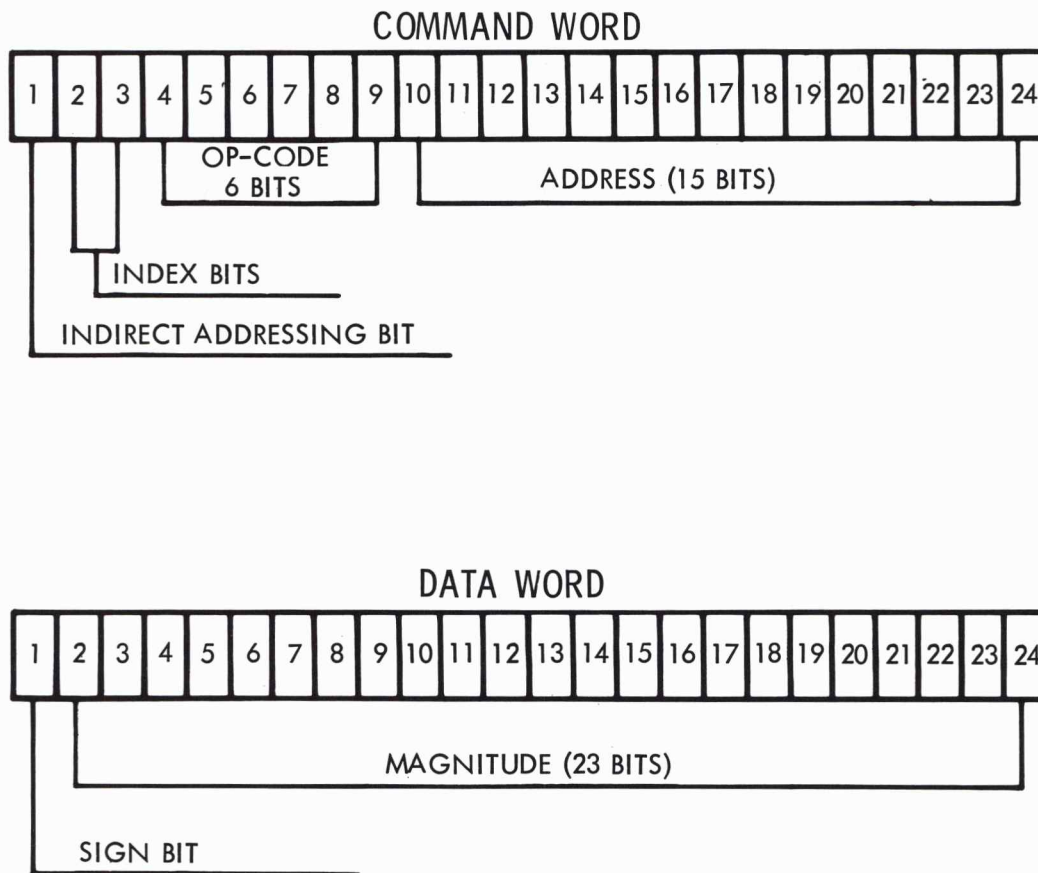 COMMAND WORD
1 2 3 4 5 6 7 8 9 10 11 12 13 14 15 16 17 18 19 20 21 22 23 24
OP-CODE
6 BITS
ADDRESS (15 BITS)
INDEX BITS
INDIRECT ADDRESSING BIT
DATA WORD
1 2 3 4 5 6 7 8 9 10 11 12 13 14 15 16 17 18 19 20 21 22 23 24
MAGNITUDE (23 BITS)
SIGN BIT